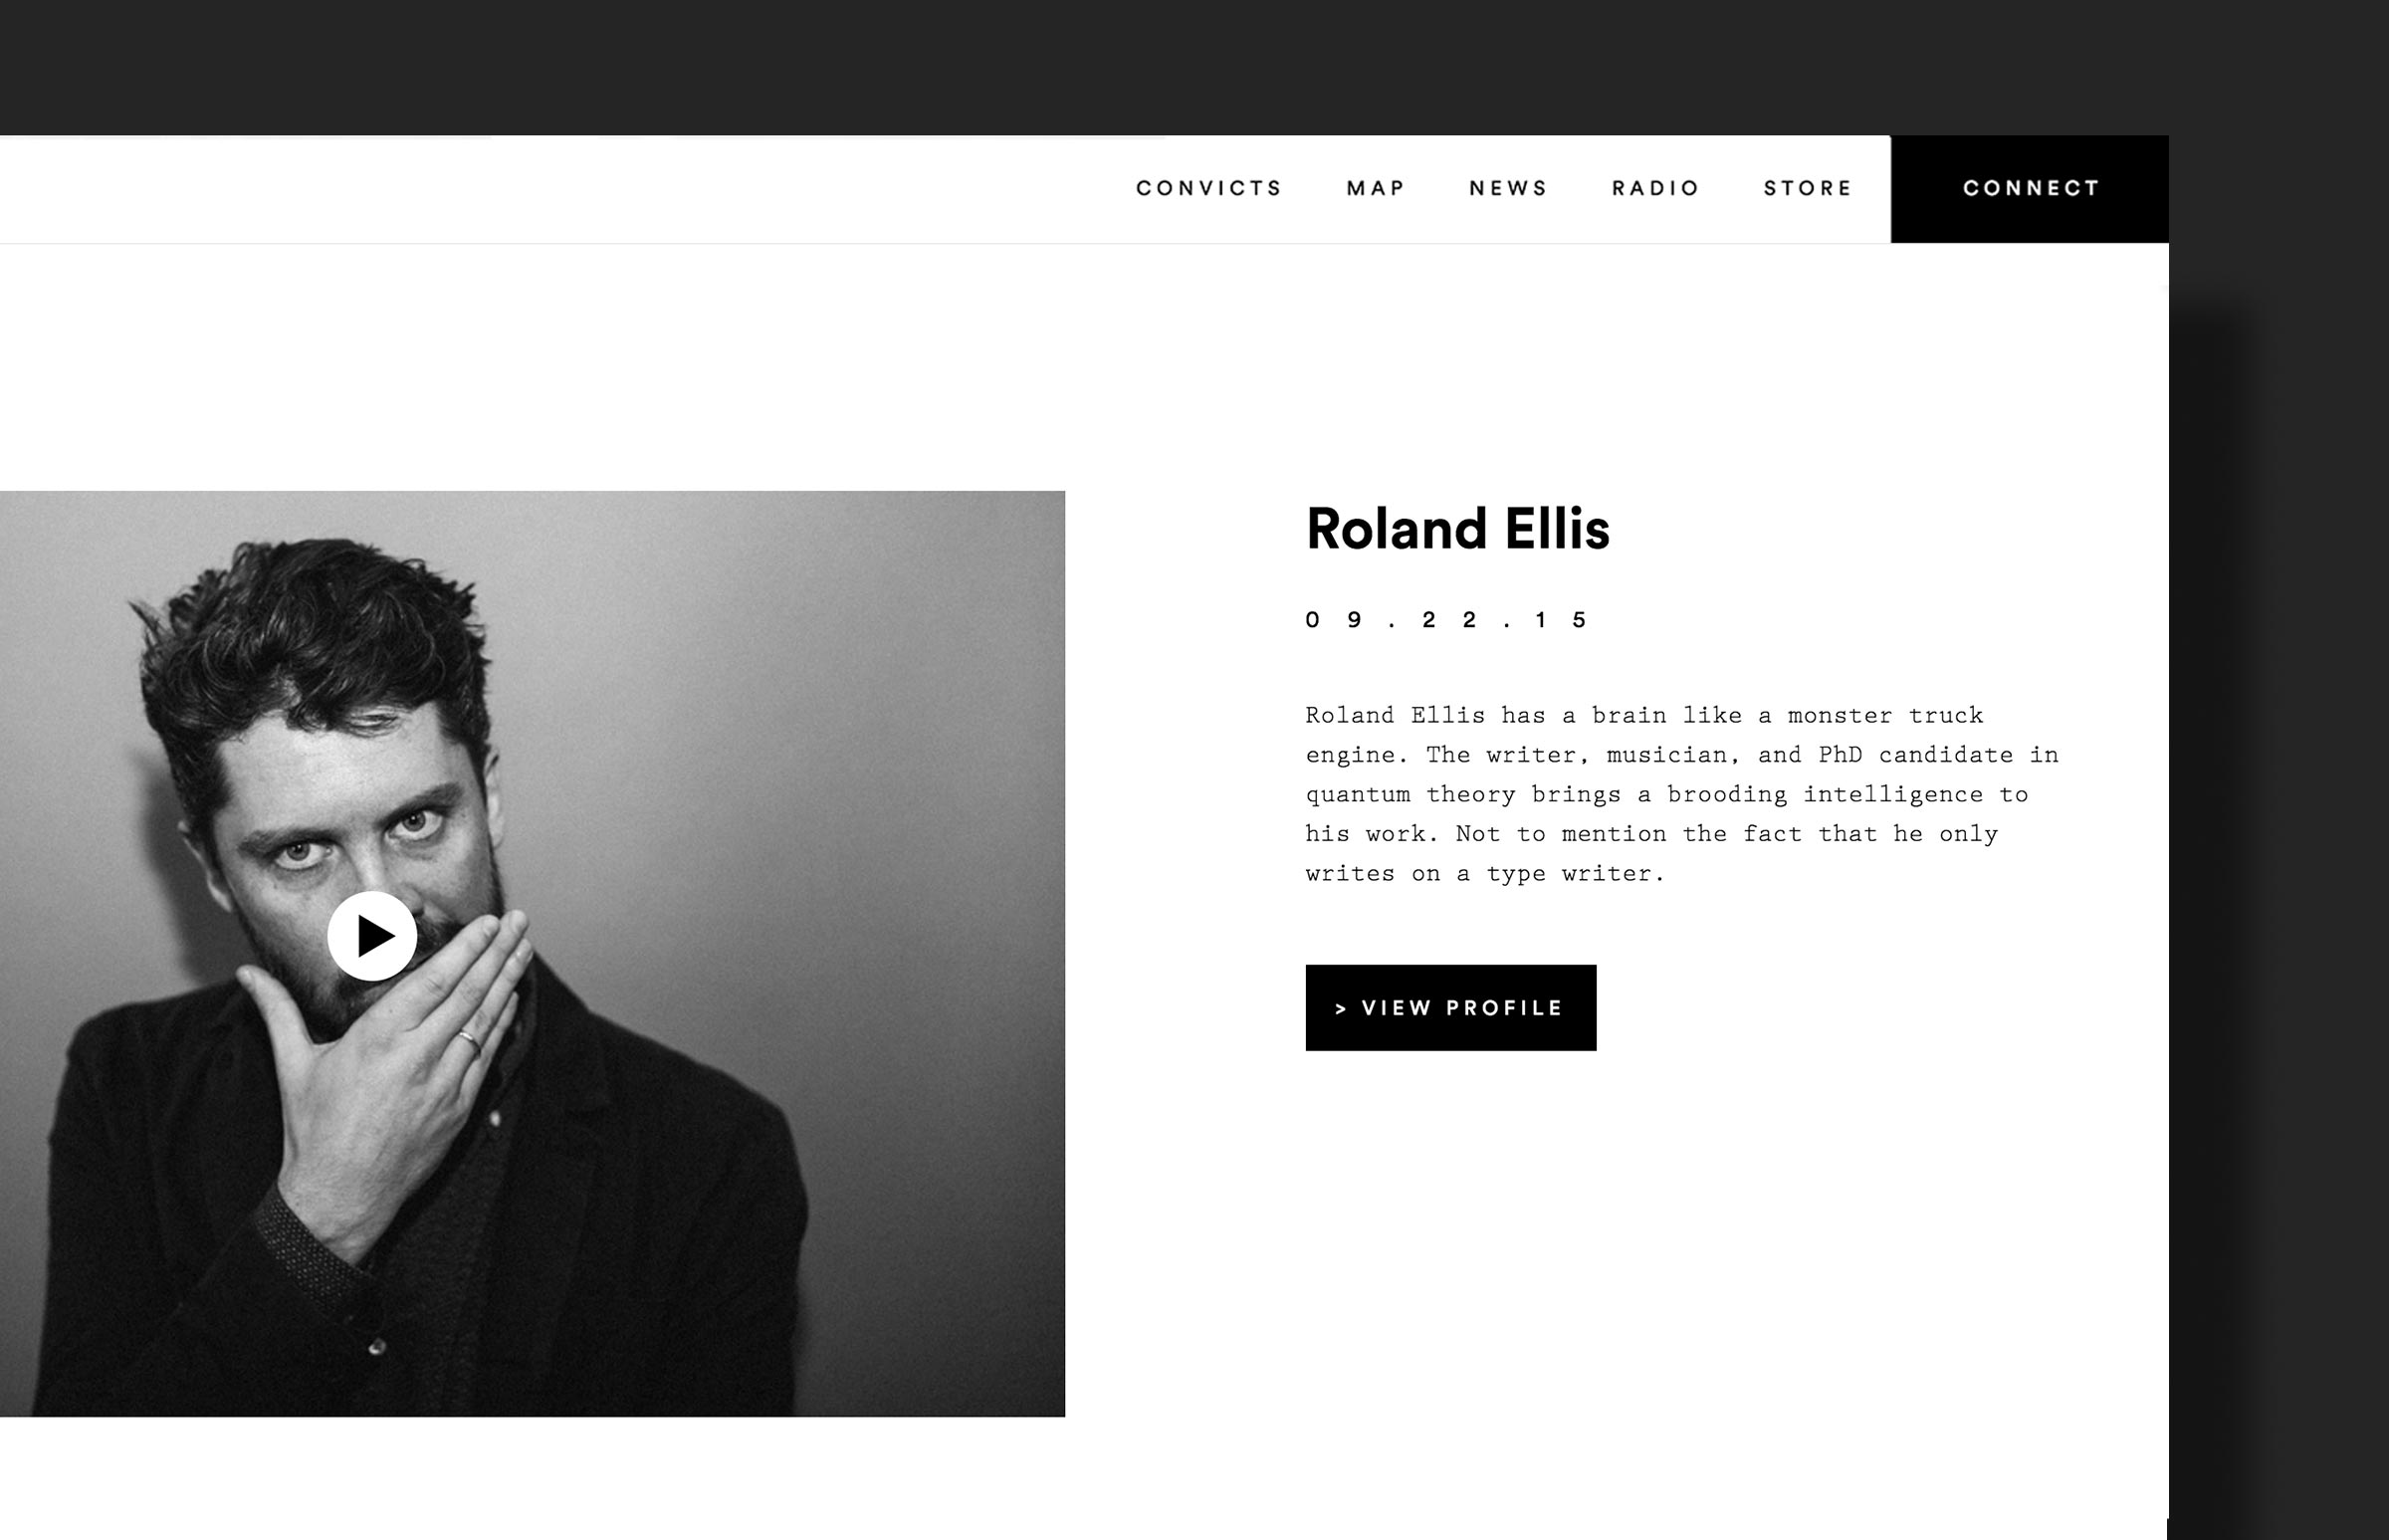 CONVICTS MAP NEWS RADIO STORE CONNECT
Roland Ellis
09.22.15
Roland Ellis has a brain like a monster truck
engine. The writer, musician, and PhD candidate in
quantum theory brings a brooding intelligence to
his work. Not to mention the fact that he only
writes on a type writer.
> VIEW PROFILE